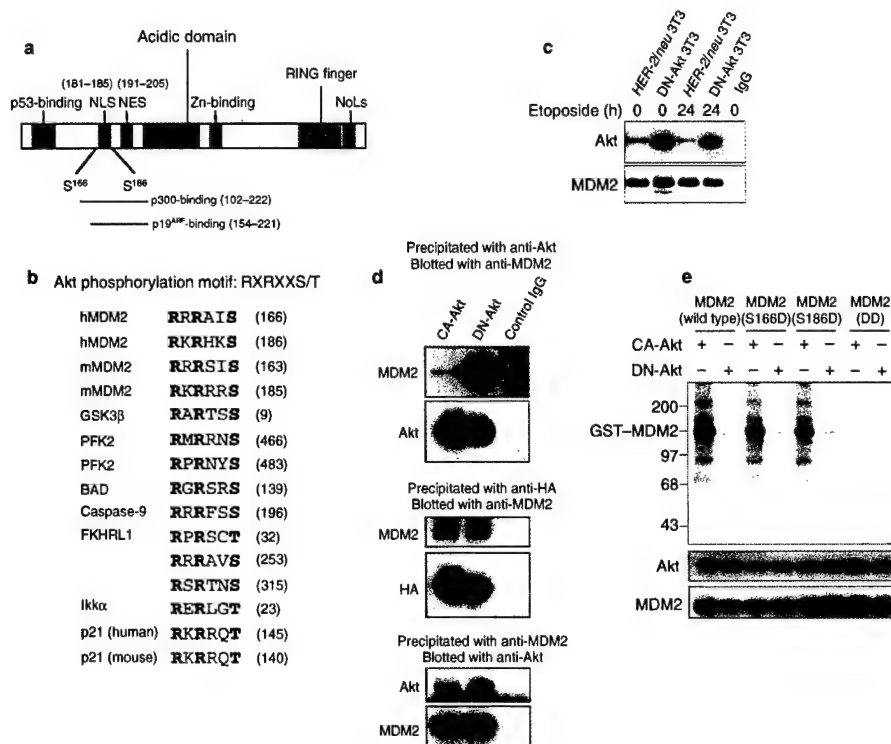 a
Acidic domain
(181–185) (191–205)
RING finger
p53-binding NLS NES Zn-binding NoLs
S166 S186
p300-binding (102–222)
p19ARF-binding (154–221)
b Akt phosphorylation motif: RXRXXS/T
hMDM2 RRRAIS (166)
hMDM2 RKRHKS (186)
mMDM2 RRRSIS (163)
mMDM2 RKRRRS (185)
GSK3β RARTSS (9)
PFK2 RMRRNS (466)
PFK2 RPRNYS (483)
BAD RGRSRS (139)
Caspase-9 RRRFSS (196)
FKHRL1 RPRSCT (32)
RRRAVS (253)
RSRTNS (315)
Ikkα RERLGT (23)
p21 (human) RKRRQT (145)
p21 (mouse) RKRRQT (140)
c
HER-2/neu 3T3
DN-Akt 3T3
HER-2/neu 3T3
DN-Akt 3T3
IgG
Etoposide (h) 0 0 24 24 0
Akt
MDM2
d
Precipitated with anti-Akt
Blotted with anti-MDM2
CA-Akt
DN-Akt
Control IgG
MDM2
Akt
Precipitated with anti-HA
Blotted with anti-MDM2
MDM2
HA
Precipitated with anti-MDM2
Blotted with anti-Akt
Akt
MDM2
e
MDM2 MDM2 MDM2 MDM2
(wild type) (S166D) (S186D) (DD)
CA-Akt + - + - + - + -
DN-Akt - + - + - + - +
200
GST–MDM2
97
68
43
Akt
MDM2